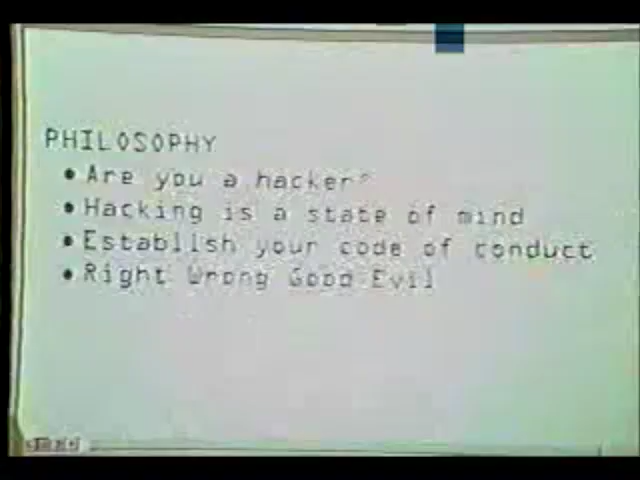 PHILOSOPHY
• Are you a hacker?
• Hacking is a state of mind
• Establish your code of conduct
• Right Wrong Good Evil